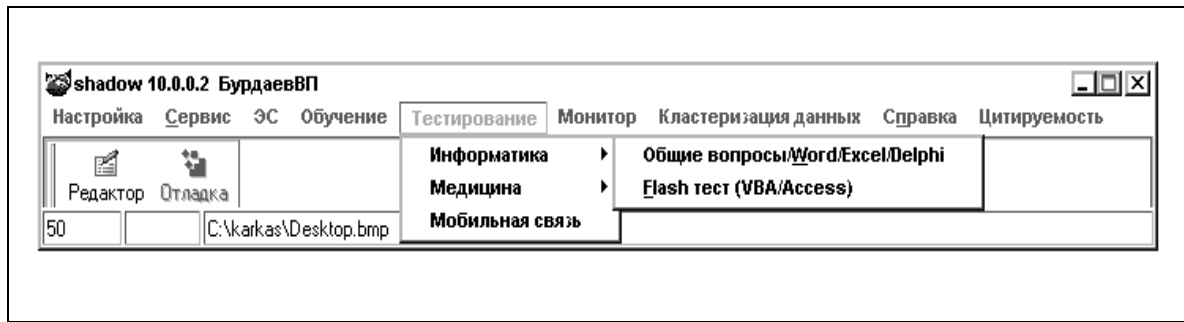 shadow 10.0.0.2 БурдаевВП
Настройка Сервис ЭС Обучение Тестирование Монитор Кластеризация данных Справка Цитируемость
Информатика Общие вопросы/Word/Excel/Delphi
Редактор Отладка Медицина Flash тест (VBA/Access)
50 C:\karkas\Desktop.bmp Мобильная связь